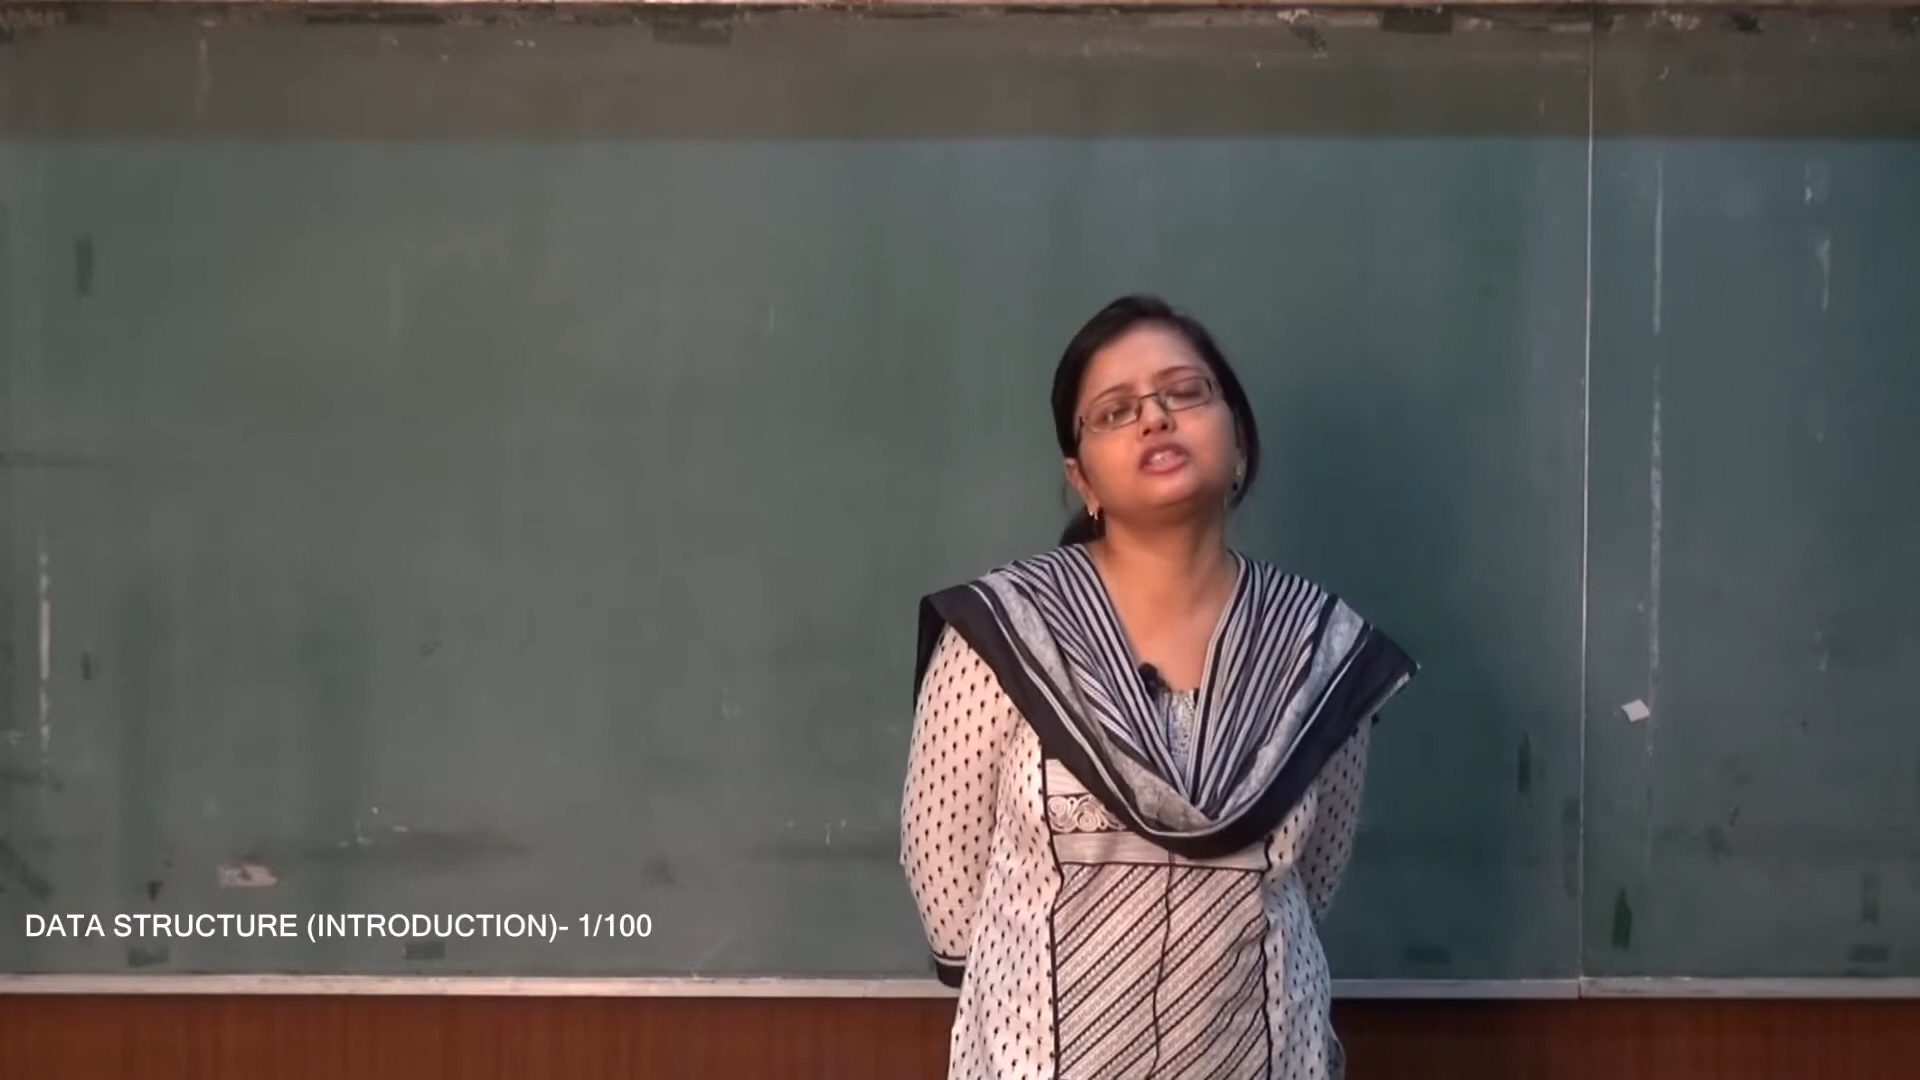 DATA STRUCTURE (INTRODUCTION)- 1/100